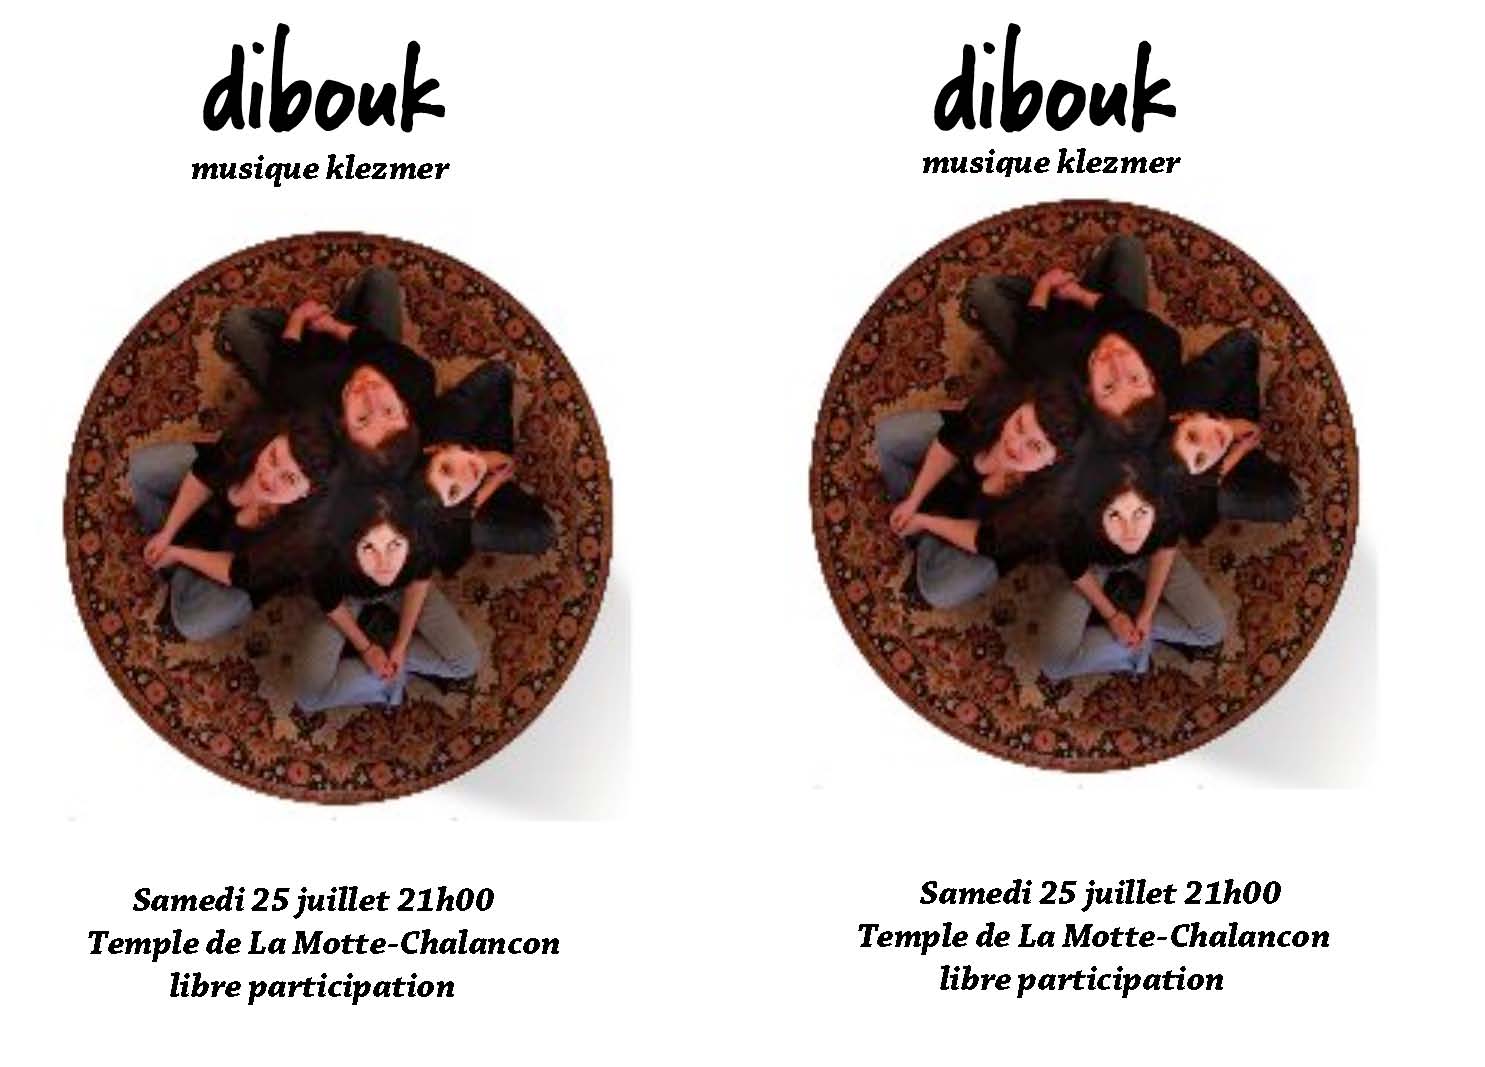 dibouk
musique klezmer
Samedi 25 juillet 21h00
Temple de La Motte-Chalancon
libre participation
dibouk
musique klezmer
Samedi 25 juillet 21h00
Temple de La Motte-Chalancon
libre participation